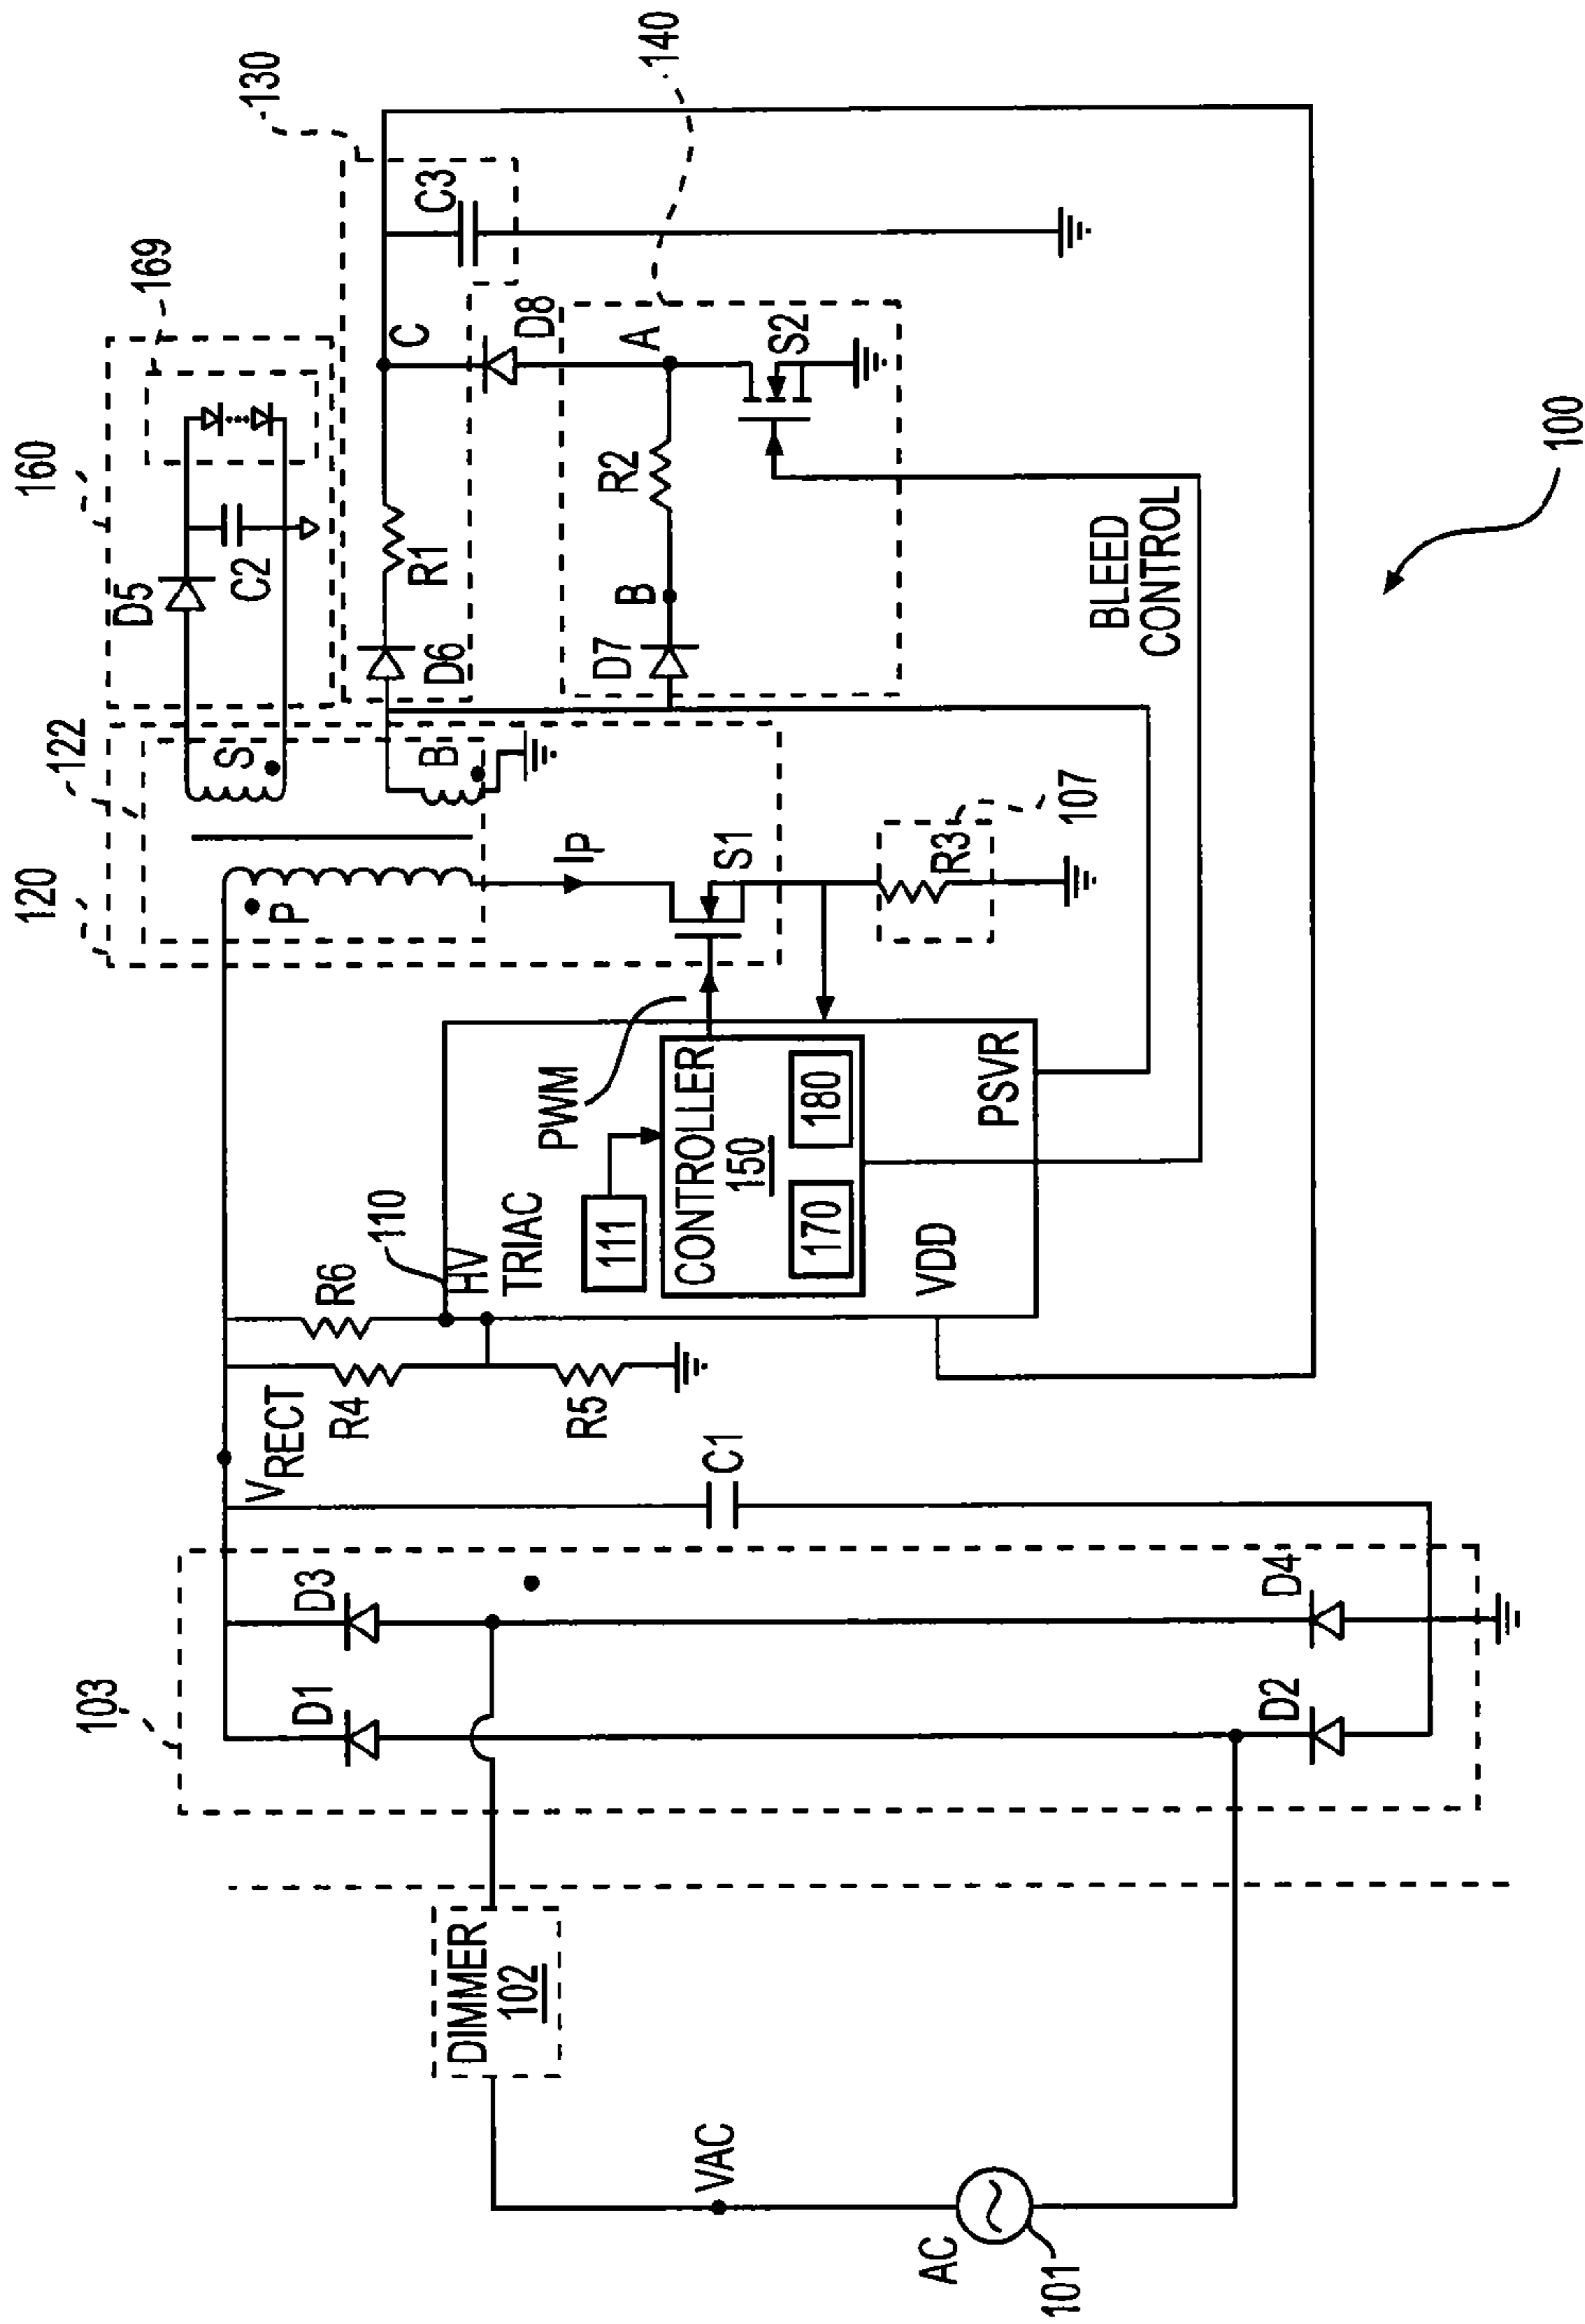 100
101
AC
VAC
DIMMER
102
103
D1
D3
D2
D4
C1
VRECT
R4
R5
R6
110
HV
TRIAC
111
CONTROLLER
150
170
180
VDD
PSVR
PWM
120
122
P
IP
S1
R3
107
S
B
160
169
D5
C2
130
D6
R1
C
C3
D8
140
D7
B
R2
A
S2
BLEED
CONTROL